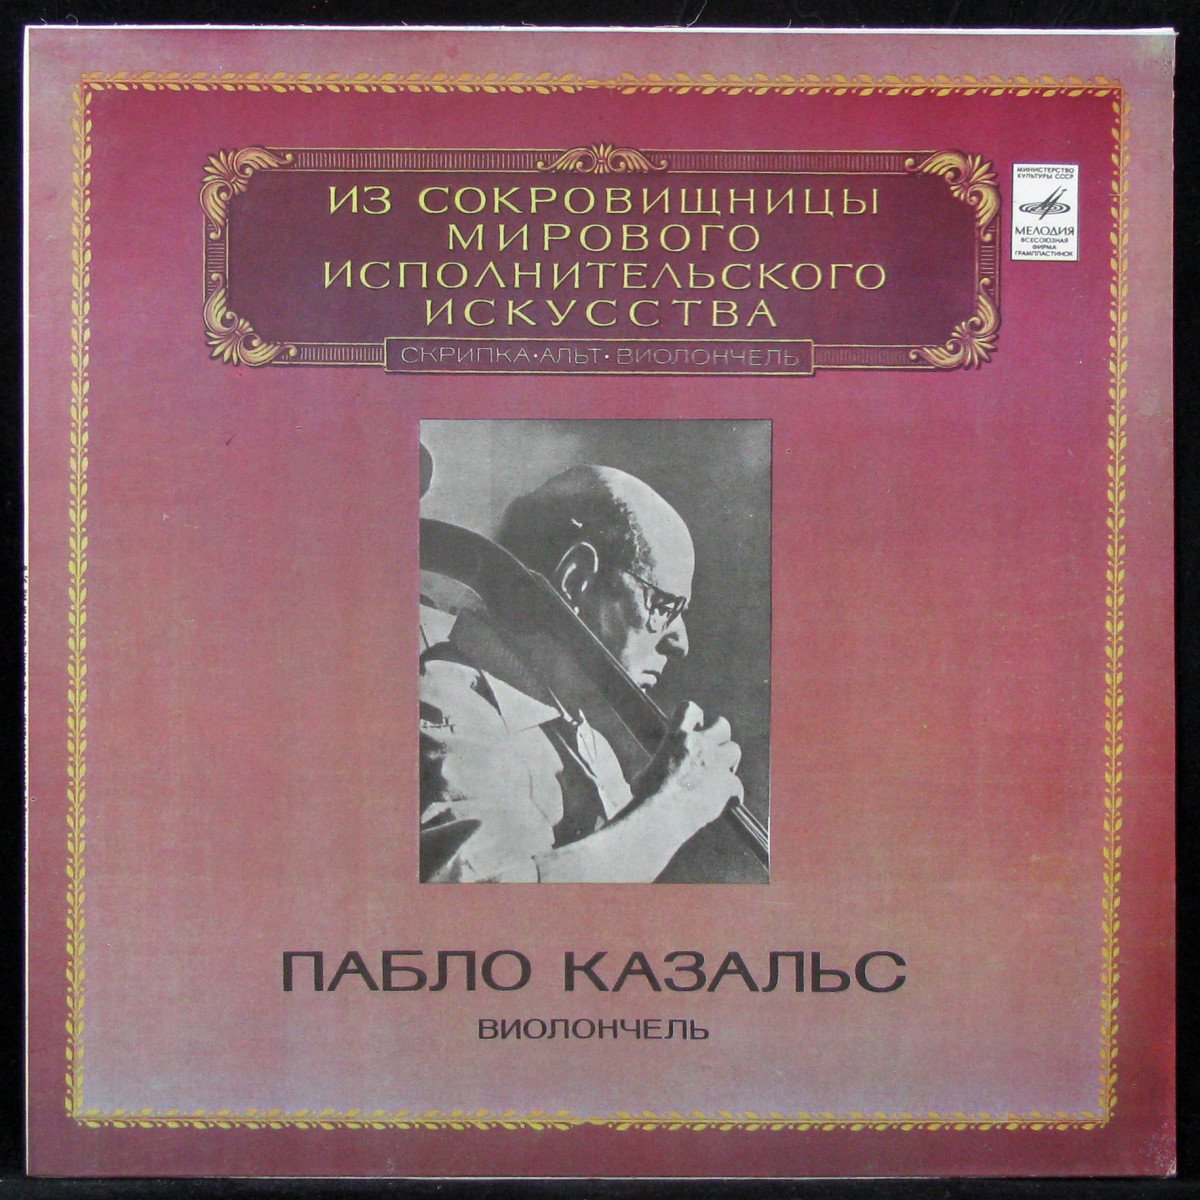 ИЗ СОКРОВИЩНИЦЫ
МИРОВОГО
ИСПОЛНИТЕЛЬСКОГО
ИСКУССТВА
СКРИПКА·АЛЬТ·ВИОЛОНЧЕЛЬ
МИНИСТЕРСТВО
КУЛЬТУРЫ СССР
МЕЛОДИЯ
ВСЕСОЮЗНАЯ
ФИРМА
ГРАМПЛАСТИНОК
ПАБЛО КАЗАЛЬС
ВИОЛОНЧЕЛЬ